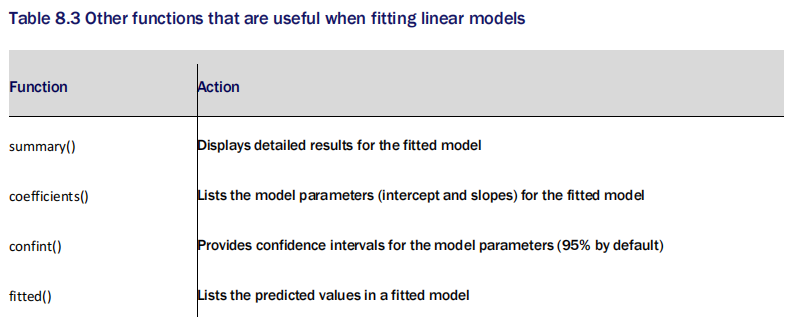 Table 8.3 Other functions that are useful when fitting linear models
Function Action
summary() Displays detailed results for the fitted model
coefficients() Lists the model parameters (intercept and slopes) for the fitted model
confint() Provides confidence intervals for the model parameters (95% by default)
fitted() Lists the predicted values in a fitted model